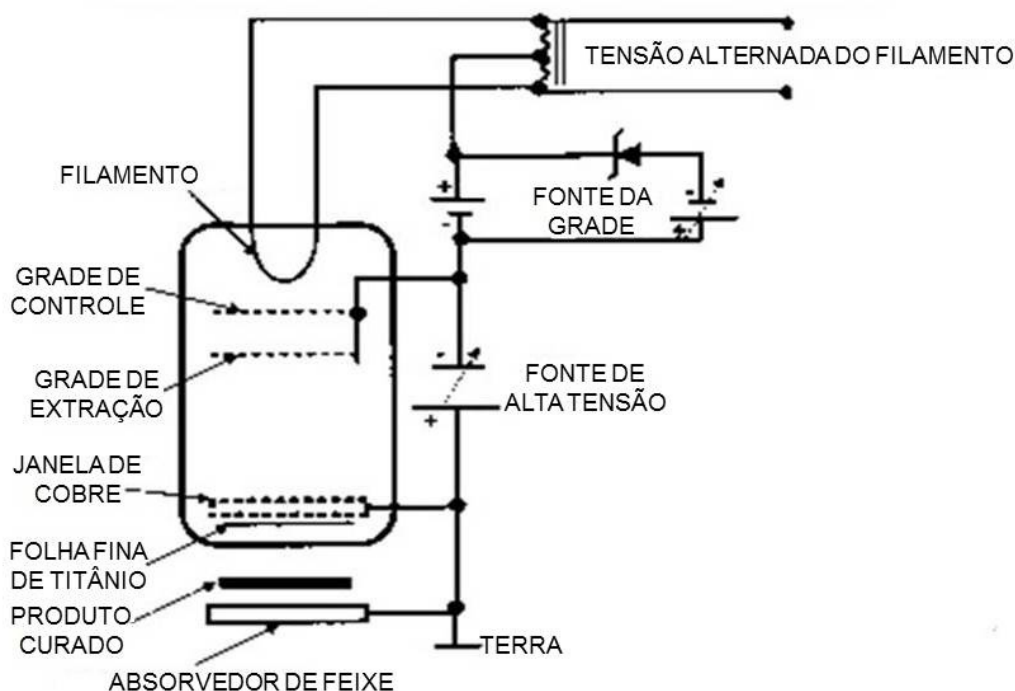 TENSÃO ALTERNADA DO FILAMENTO
FILAMENTO
+
-
FONTE DA
GRADE
-
GRADE DE
CONTROLE
GRADE DE
EXTRAÇÃO
-
+
FONTE DE
ALTA TENSÃO
JANELA DE
COBRE
FOLHA FINA
DE TITÂNIO
PRODUTO
CURADO
TERRA
ABSORVEDOR DE FEIXE